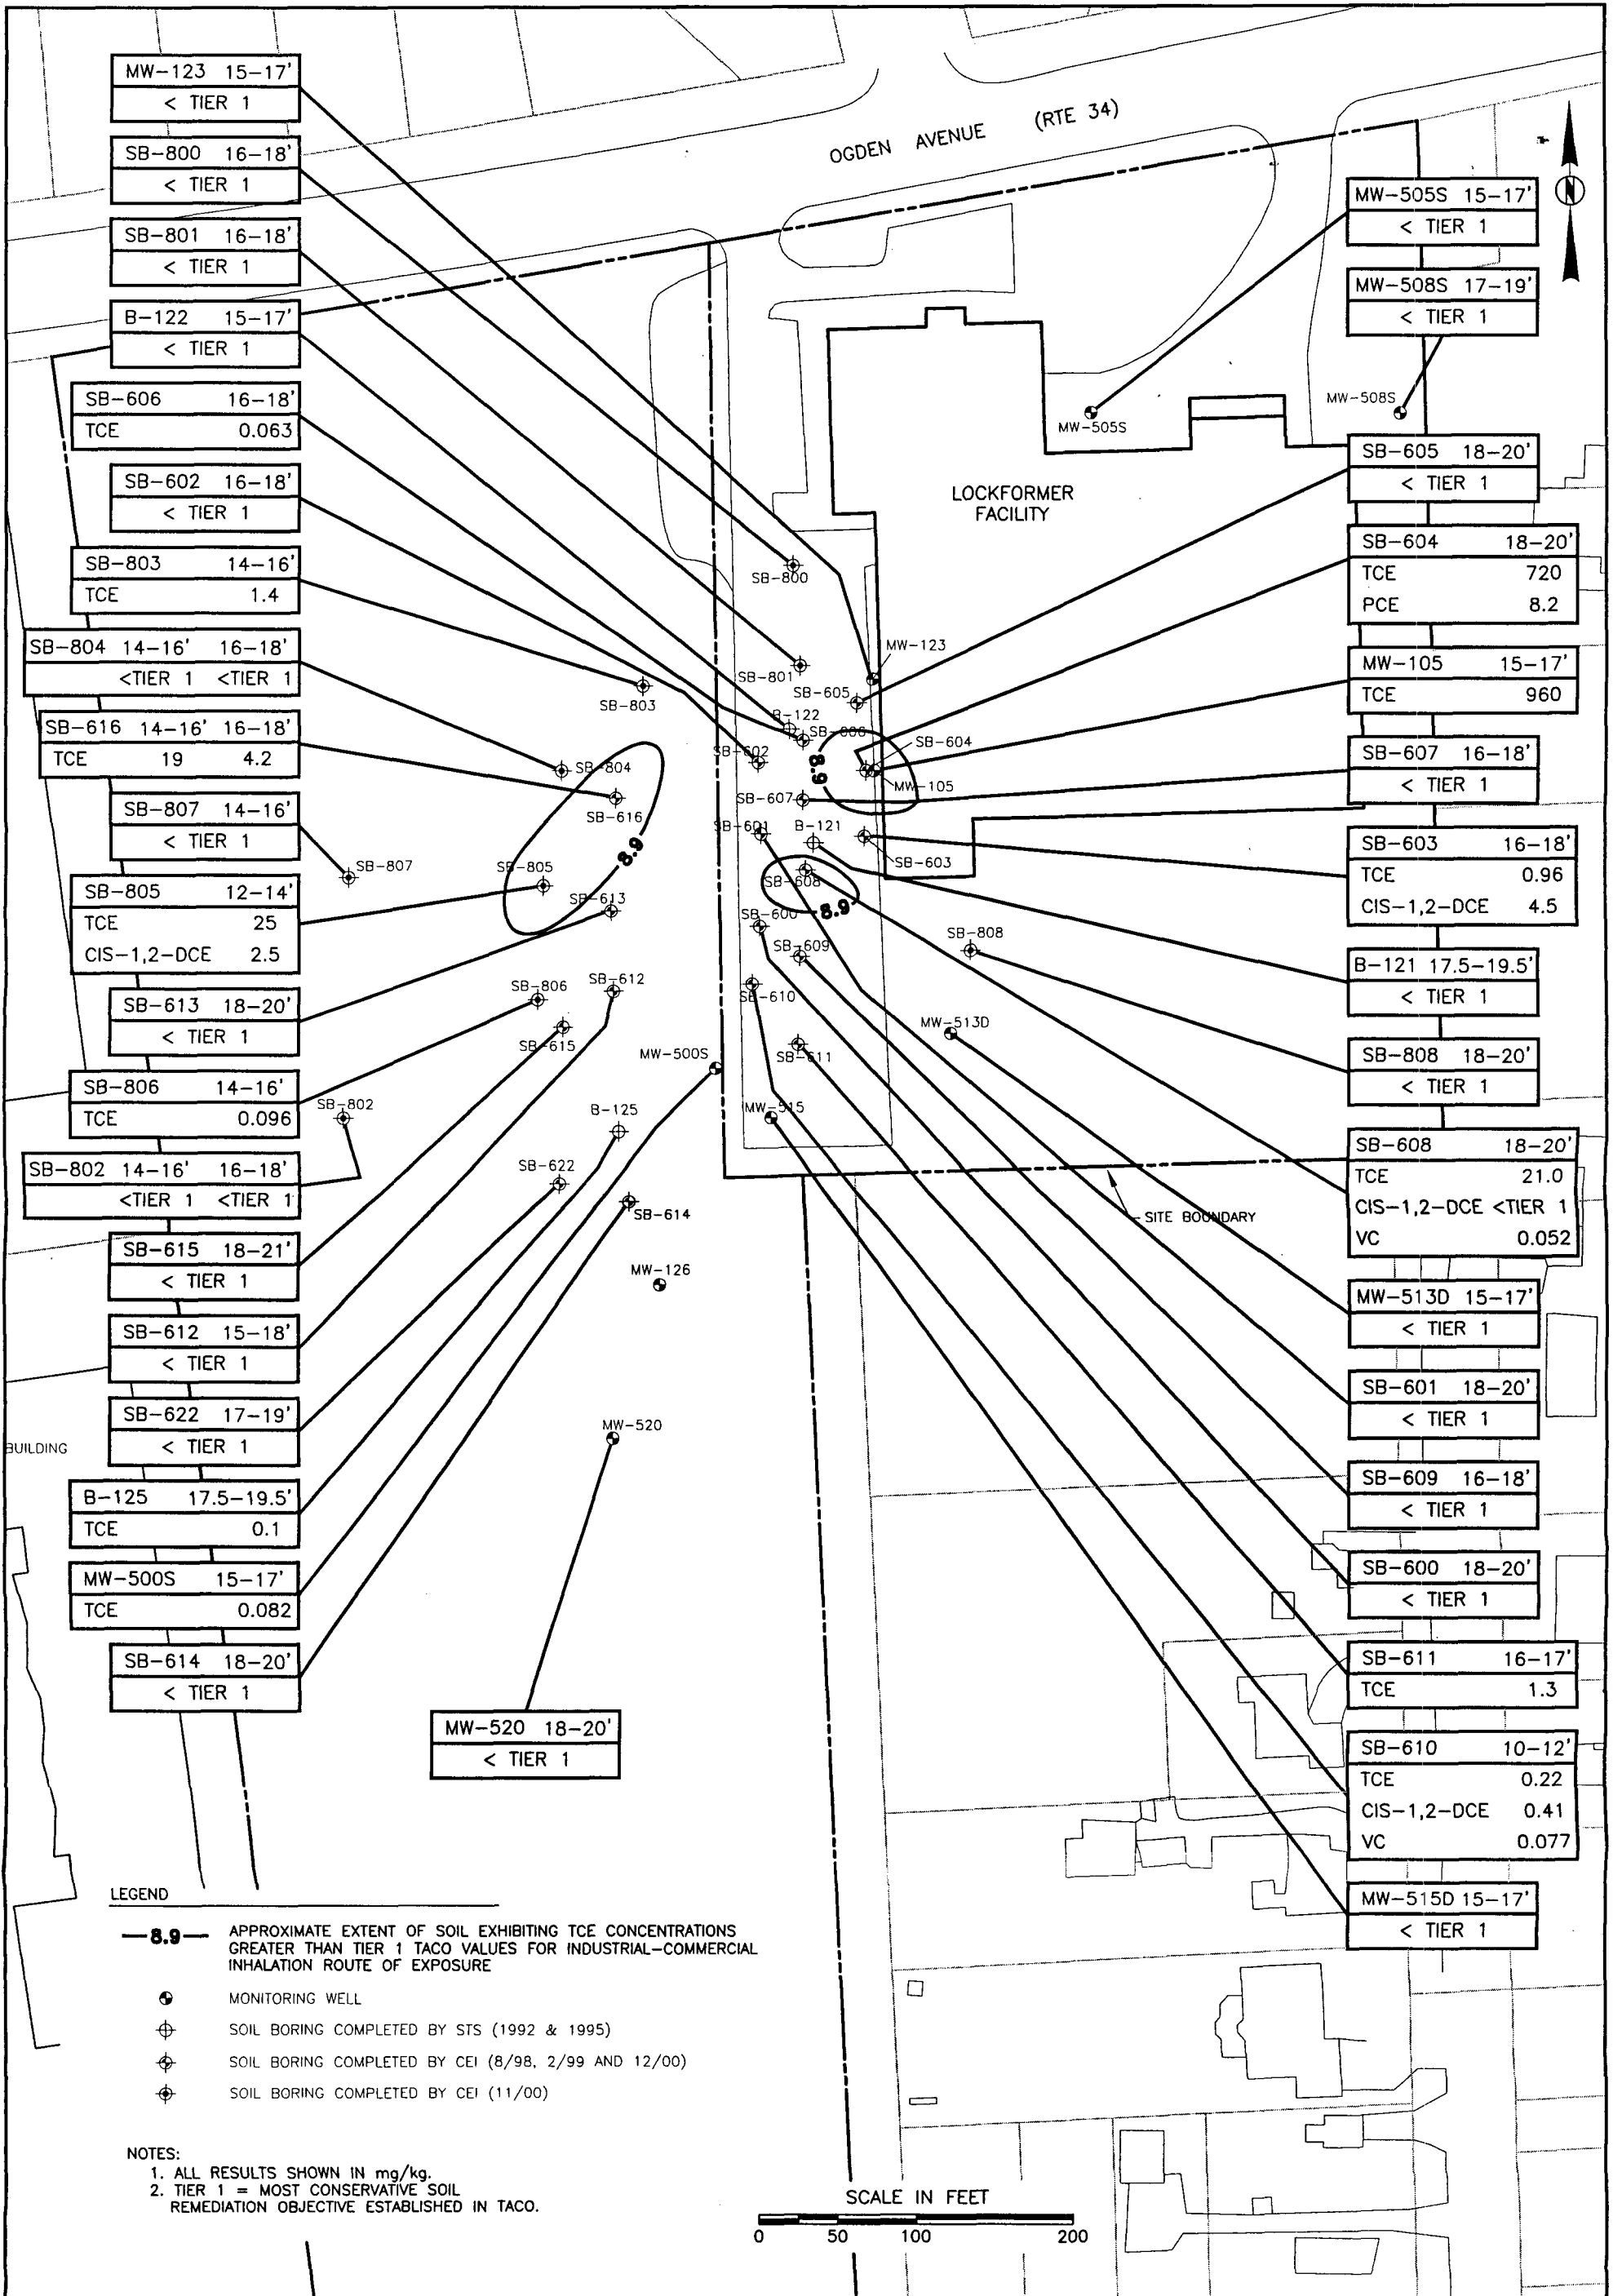 MW-123 15-17'
< TIER 1
SB-800 16-18'
< TIER 1
SB-801 16-18'
< TIER 1
B-122 15-17'
< TIER 1
SB-606 16-18'
TCE 0.063
SB-602 16-18'
< TIER 1
SB-803 14-16'
TCE 1.4
SB-804 14-16' 16-18'
<TIER 1 <TIER 1
SB-616 14-16' 16-18'
TCE 19 4.2
SB-807 14-16'
< TIER 1
SB-805 12-14'
TCE 25
CIS-1,2-DCE 2.5
SB-613 18-20'
< TIER 1
SB-806 14-16'
TCE 0.096
SB-802 14-16' 16-18'
<TIER 1 <TIER 1
SB-615 18-21'
< TIER 1
SB-612 15-18'
< TIER 1
SB-622 17-19'
< TIER 1
B-125 17.5-19.5'
TCE 0.1
MW-500S 15-17'
TCE 0.082
SB-614 18-20'
< TIER 1
BUILDING
OGDEN AVENUE (RTE 34)
N
LOCKFORMER
FACILITY
MW-505S
MW-508S
SB-800
MW-123
SB-801
SB-605
SB-803
B-122
SB-606
SB-602
SB-604
8.9
MW-105
SB-804
SB-607
SB-616
SB-601
B-121
8.9
SB-603
SB-807
SB-805
SB-608
SB-613
8.9
SB-600
SB-808
SB-609
SB-612
SB-806
SB-610
SB-615
MW-513D
MW-500S
SB-611
SB-802
B-125
MW-515
SB-622
SB-614
SITE BOUNDARY
MW-126
MW-520
MW-520 18-20'
< TIER 1
MW-505S 15-17'
< TIER 1
MW-508S 17-19'
< TIER 1
SB-605 18-20'
< TIER 1
SB-604 18-20'
TCE 720
PCE 8.2
MW-105 15-17'
TCE 960
SB-607 16-18'
< TIER 1
SB-603 16-18'
TCE 0.96
CIS-1,2-DCE 4.5
B-121 17.5-19.5'
< TIER 1
SB-808 18-20'
< TIER 1
SB-608 18-20'
TCE 21.0
CIS-1,2-DCE <TIER 1
VC 0.052
MW-513D 15-17'
< TIER 1
SB-601 18-20'
< TIER 1
SB-609 16-18'
< TIER 1
SB-600 18-20'
< TIER 1
SB-611 16-17'
TCE 1.3
SB-610 10-12'
TCE 0.22
CIS-1,2-DCE 0.41
VC 0.077
MW-515D 15-17'
< TIER 1
LEGEND
8.9 APPROXIMATE EXTENT OF SOIL EXHIBITING TCE CONCENTRATIONS
GREATER THAN TIER 1 TACO VALUES FOR INDUSTRIAL-COMMERCIAL
INHALATION ROUTE OF EXPOSURE
MONITORING WELL
SOIL BORING COMPLETED BY STS (1992 & 1995)
SOIL BORING COMPLETED BY CEI (8/98, 2/99 AND 12/00)
SOIL BORING COMPLETED BY CEI (11/00)
NOTES:
1. ALL RESULTS SHOWN IN mg/kg.
2. TIER 1 = MOST CONSERVATIVE SOIL
REMEDIATION OBJECTIVE ESTABLISHED IN TACO.
SCALE IN FEET
0 50 100 200